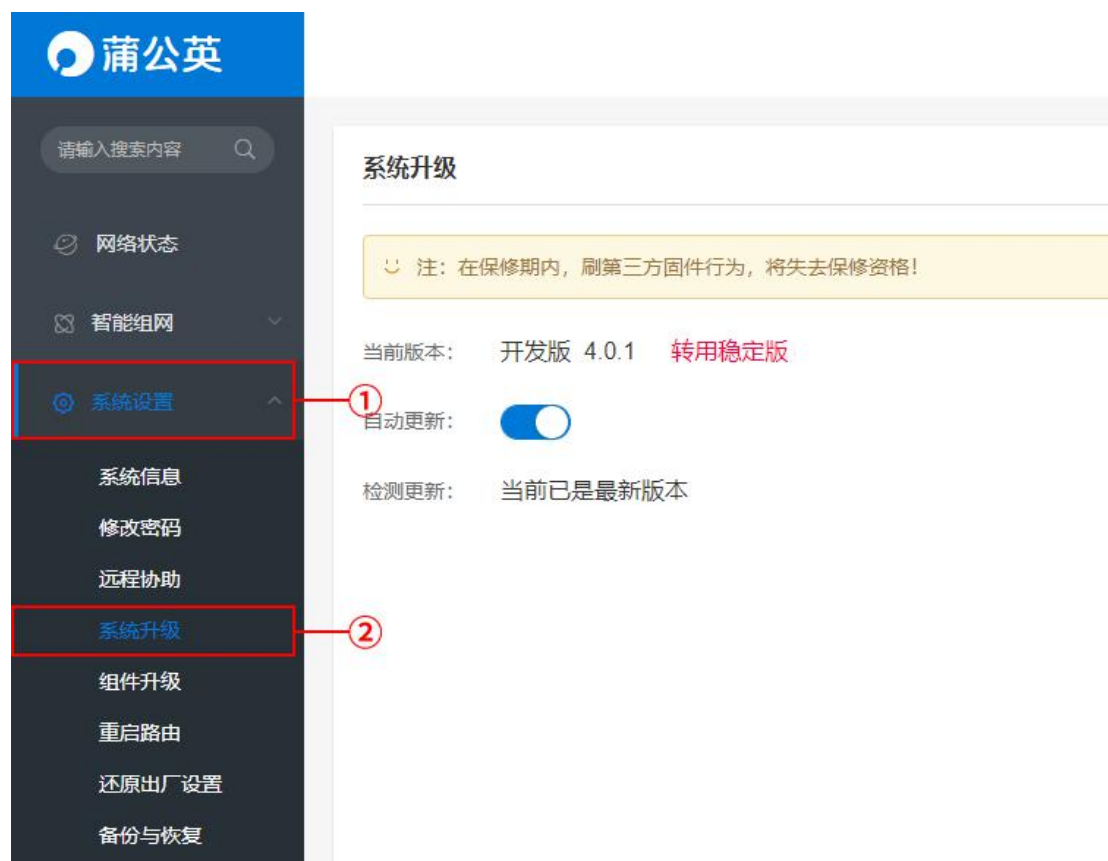 蒲公英
请输入搜索内容
网络状态
智能组网
系统设置
系统信息
修改密码
远程协助
系统升级
组件升级
重启路由
还原出厂设置
备份与恢复
系统升级
注：在保修期内，刷第三方固件行为，将失去保修资格！
当前版本： 开发版 4.0.1 转用稳定版
①
自动更新：
检测更新： 当前已是最新版本
②